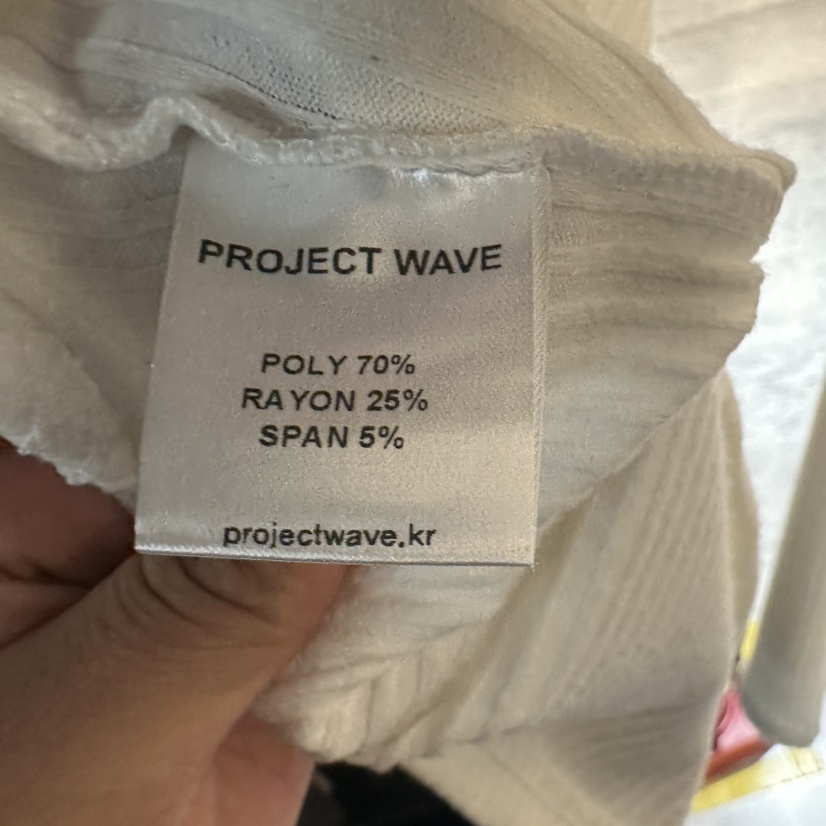 PROJECT WAVE
POLY 70%
RAYON 25%
SPAN 5%
projectwave.kr